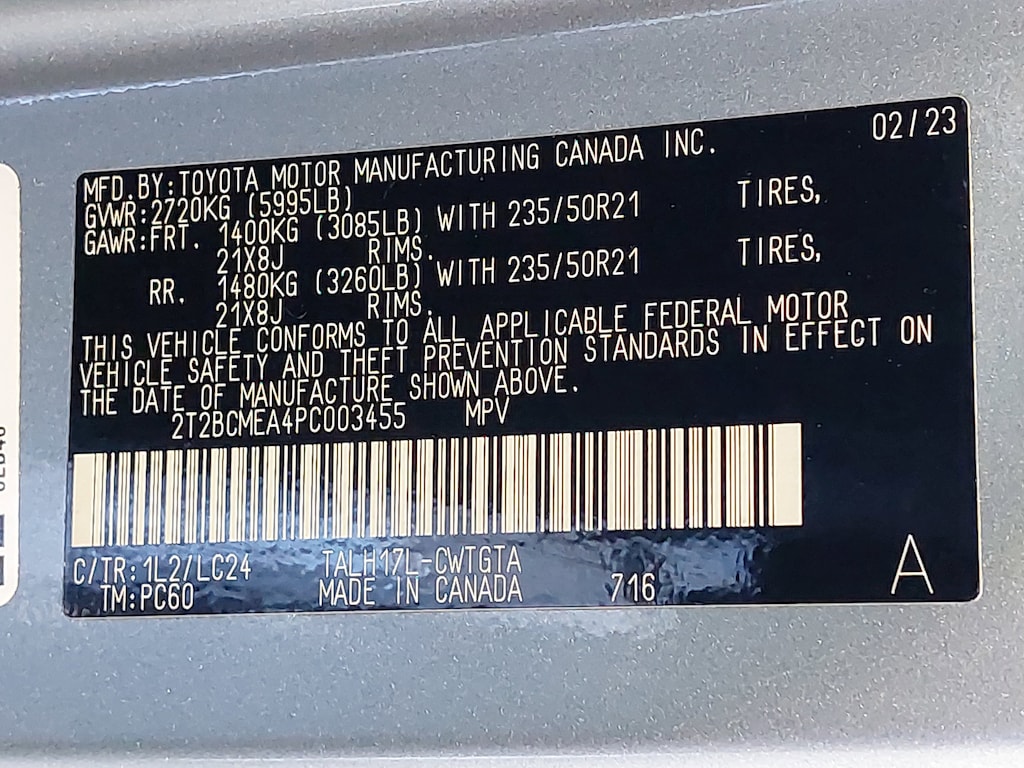 MFD.BY:TOYOTA MOTOR MANUFACTURING CANADA INC. 02/23
GVWR:2720KG (5995LB)
GAWR:FRT. 1400KG (3085LB) WITH 235/50R21 TIRES,
21X8J RIMS.
RR. 1480KG (3260LB) WITH 235/50R21 TIRES,
21X8J RIMS.
THIS VEHICLE CONFORMS TO ALL APPLICABLE FEDERAL MOTOR
VEHICLE SAFETY AND THEFT PREVENTION STANDARDS IN EFFECT ON
THE DATE OF MANUFACTURE SHOWN ABOVE.
2T2BCMEA4PC003455 MPV
C/TR:1L2/LC24 TALH17L-CWTGTA
TM:PC60 MADE IN CANADA 716 A